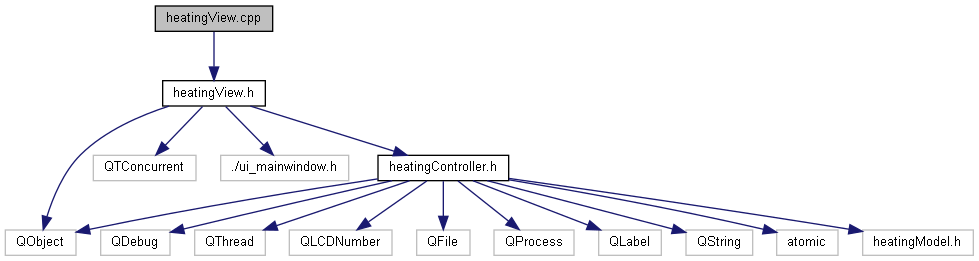 heatingView.cpp
heatingView.h
QTConcurrent
./ui_mainwindow.h
heatingController.h
QObject
QDebug
QThread
QLCDNumber
QFile
QProcess
QLabel
QString
atomic
heatingModel.h